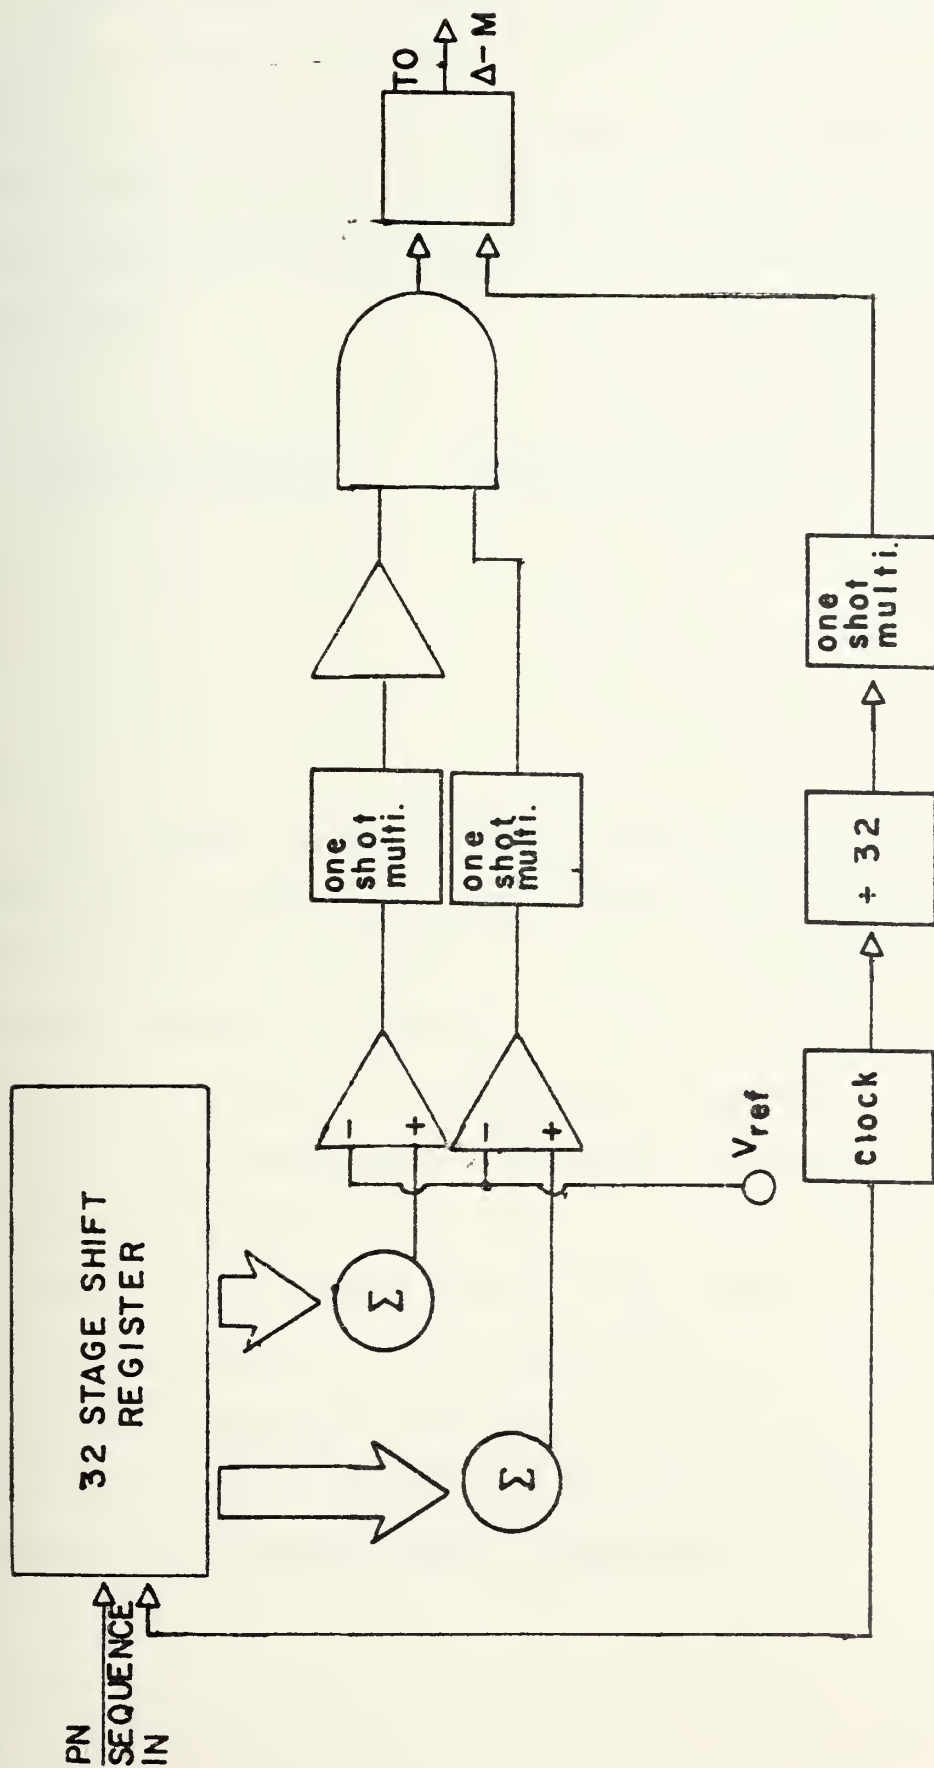 PN
SEQUENCE
IN
32 STAGE SHIFT
REGISTER
Σ
Σ
-
+
-
+
Vref
one
shot
multi.
one
shot
multi.
clock
÷ 32
one
shot
multi.
TO
Δ-M